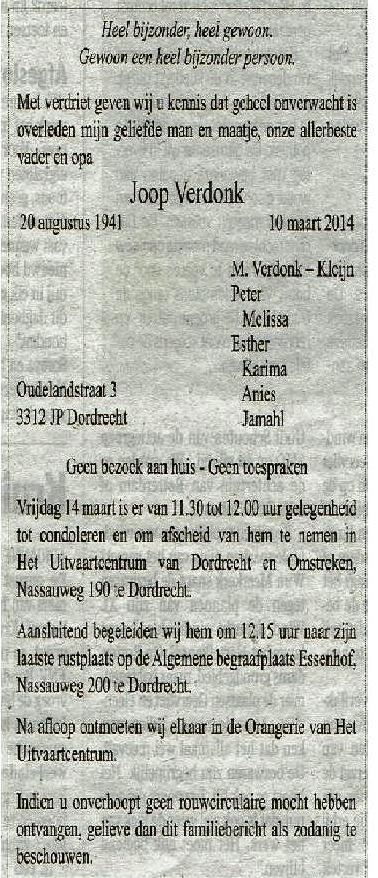 Heel bijzonder, heel gewoon.
Gewoon een heel bijzonder persoon.
Met verdriet geven wij u kennis dat geheel onverwacht is
overleden mijn geliefde man en maatje, onze allerbeste
vader én opa
Joop Verdonk
20 augustus 1941 10 maart 2014
M. Verdonk – Kleijn
Peter
Melissa
Esther
Karima
Oudelandstraat 3 Anies
3312 JP Dordrecht Jamahl
Geen bezoek aan huis - Geen toespraken
Vrijdag 14 maart is er van 11.30 tot 12.00 uur gelegenheid
tot condoleren en om afscheid van hem te nemen in
Het Uitvaartcentrum van Dordrecht en Omstreken,
Nassauweg 190 te Dordrecht.
Aansluitend begeleiden wij hem om 12.15 uur naar zijn
laatste rustplaats op de Algemene begraafplaats Essenhof,
Nassauweg 200 te Dordrecht.
Na afloop ontmoeten wij elkaar in de Orangerie van Het
Uitvaartcentrum.
Indien u onverhoopt geen rouwcirculaire mocht hebben
ontvangen, gelieve dan dit familiebericht als zodanig te
beschouwen.